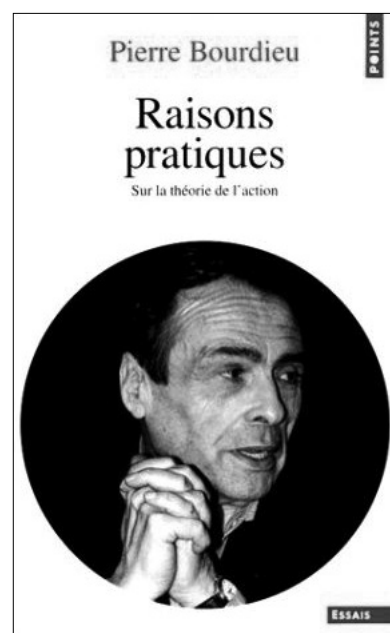 Pierre Bourdieu
POINTS
Raisons
pratiques
Sur la théorie de l'action
ESSAIS